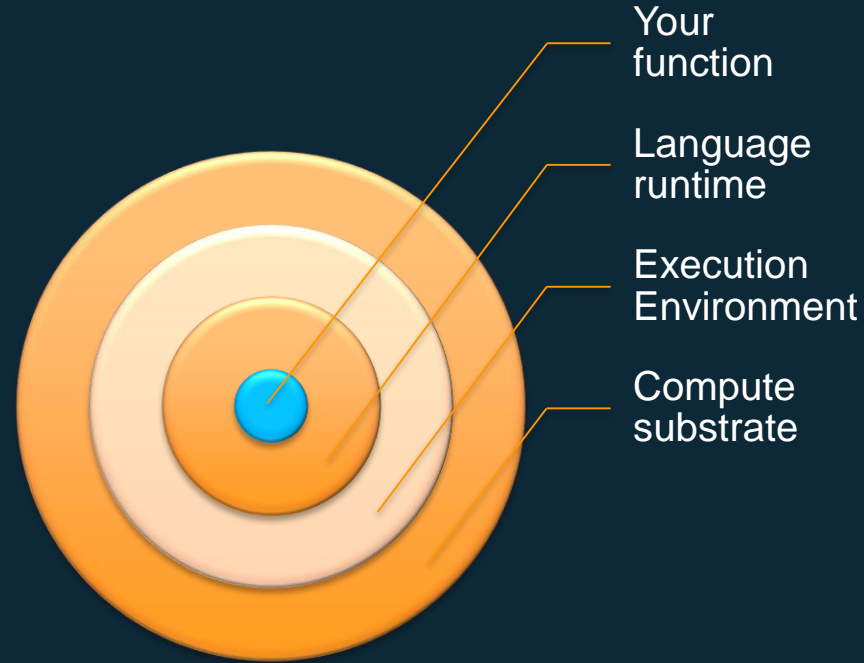 Your
function
Language
runtime
Execution
Environment
Compute
substrate